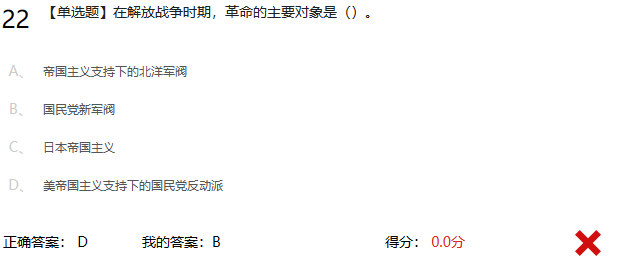 22 【单选题】在解放战争时期，革命的主要对象是（）。
A、 帝国主义支持下的北洋军阀
B、 国民党新军阀
C、 日本帝国主义
D、 美帝国主义支持下的国民党反动派
正确答案： D 我的答案：B 得分： 0.0分